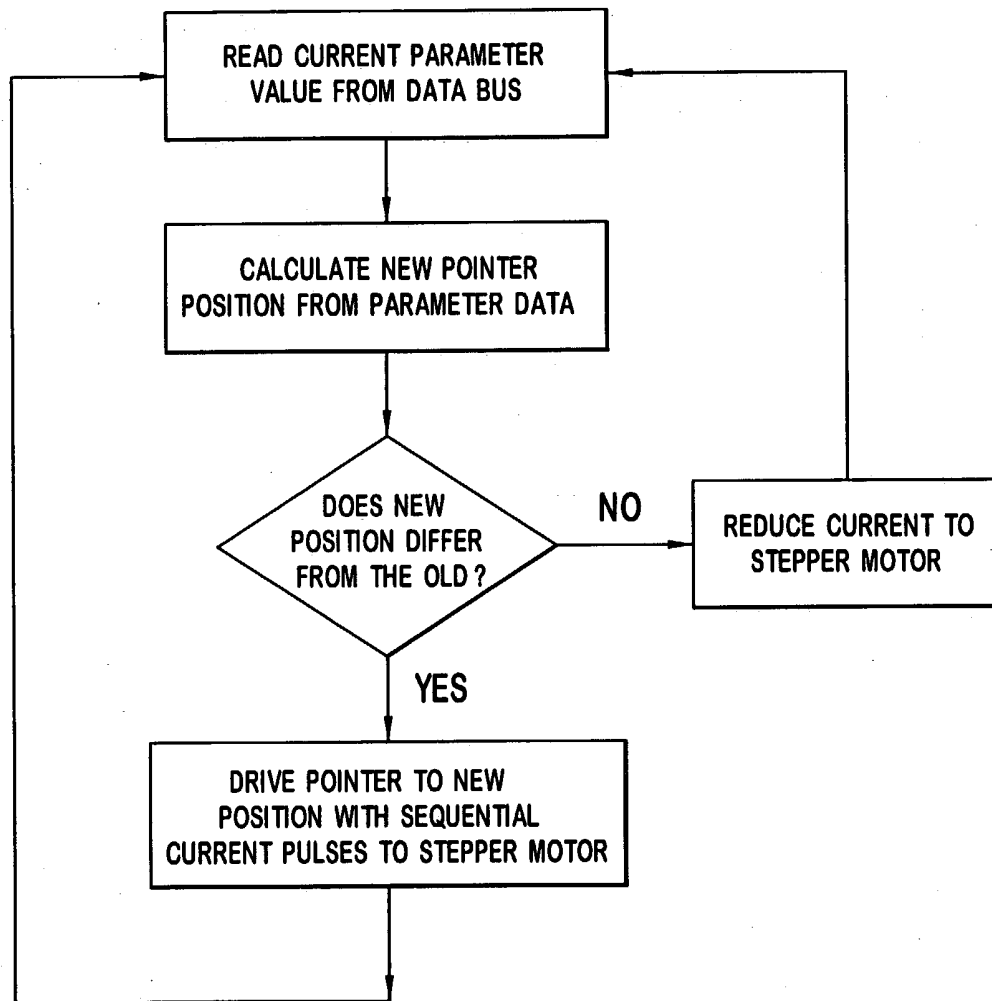 READ CURRENT PARAMETER
VALUE FROM DATA BUS
CALCULATE NEW POINTER
POSITION FROM PARAMETER DATA
DOES NEW
POSITION DIFFER
FROM THE OLD ?
NO
REDUCE CURRENT TO
STEPPER MOTOR
YES
DRIVE POINTER TO NEW
POSITION WITH SEQUENTIAL
CURRENT PULSES TO STEPPER MOTOR